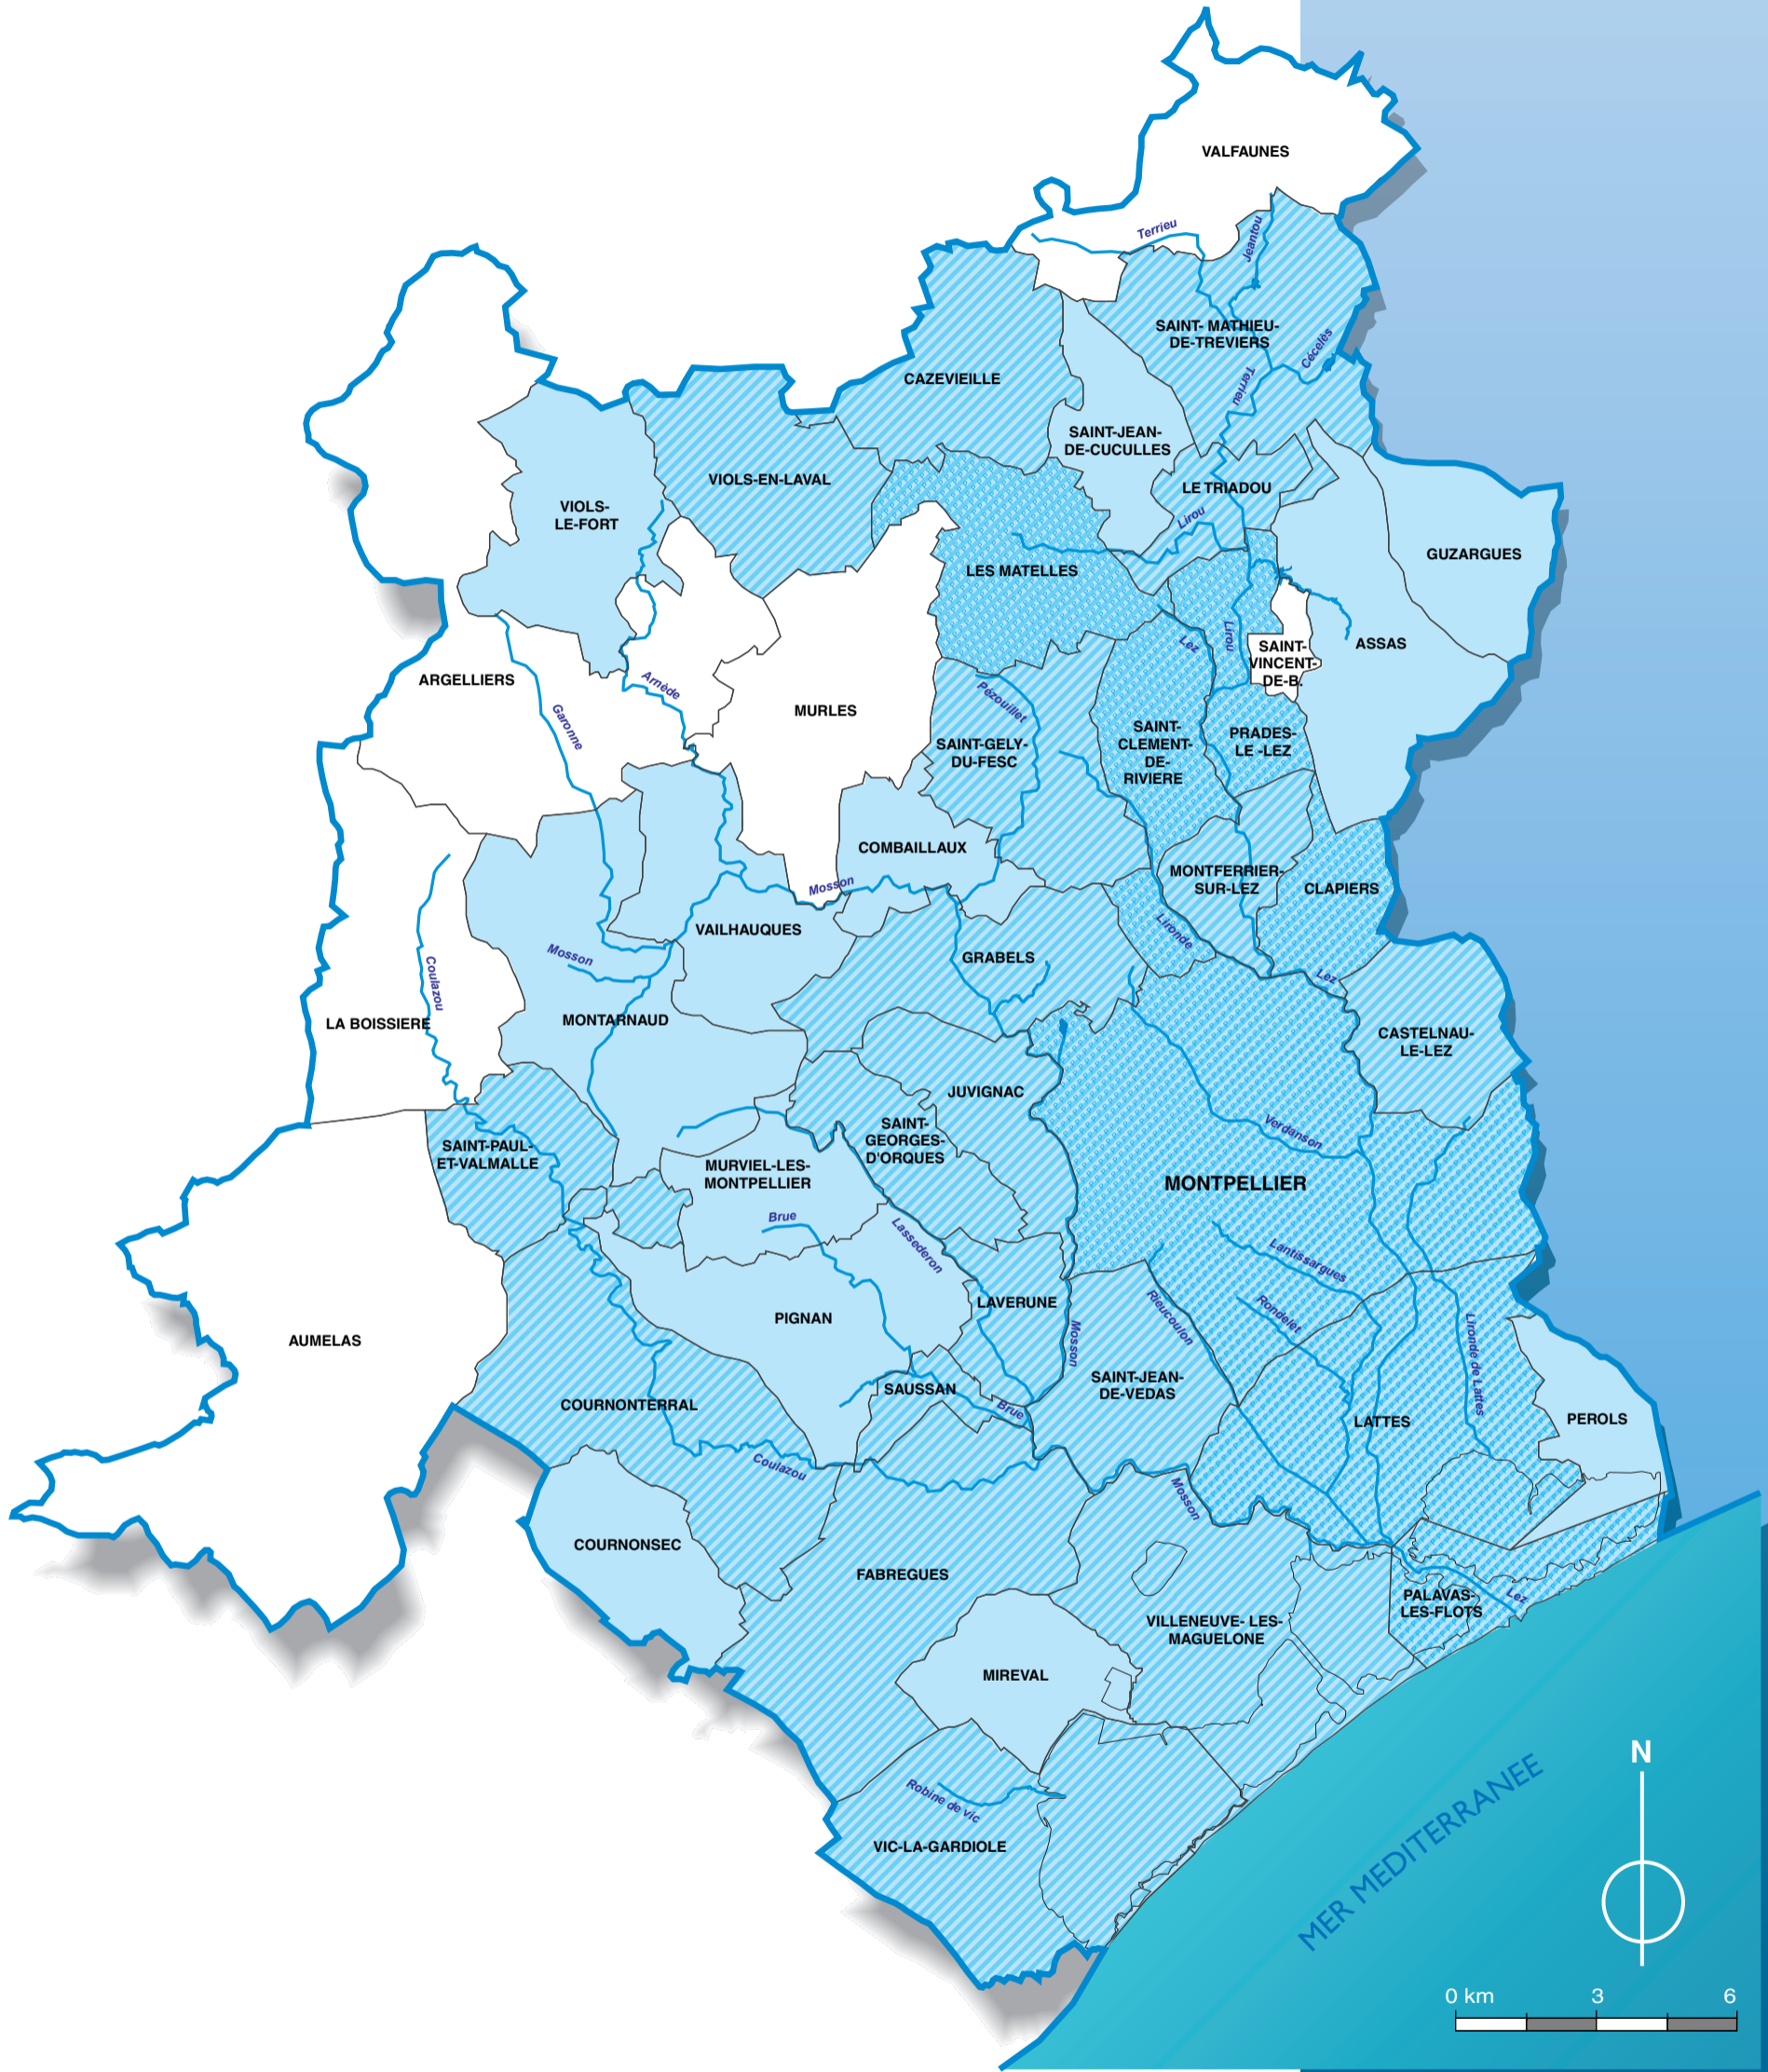 VALFAUNES
Terrieu
Jeantou
SAINT- MATHIEU-
DE-TREVIERS
Cécelès
Terrieu
CAZEVIEILLE
SAINT-JEAN-
DE-CUCULLES
VIOLS-EN-LAVAL
LE TRIADOU
VIOLS-
LE-FORT
Lirou
GUZARGUES
LES MATELLES
Lez
Lirou
ASSAS
SAINT-
VINCENT-
DE-B.
ARGELLIERS
Arnède
Garonne
MURLES
Pézouillet
SAINT-GELY-
DU-FESC
SAINT-
CLEMENT-
DE-
RIVIERE
PRADES-
LE -LEZ
COMBAILLAUX
Mosson
MONTFERRIER-
SUR-LEZ
CLAPIERS
VAILHAUQUES
Lironde
Mosson
GRABELS
Lez
Coulazou
LA BOISSIERE
MONTARNAUD
CASTELNAU-
LE-LEZ
JUVIGNAC
SAINT-
GEORGES-
D'ORQUES
Verdanson
SAINT-PAUL-
ET-VALMALLE
MURVIEL-LES-
MONTPELLIER
MONTPELLIER
Brue
Lassederon
Lantissargues
LAVERUNE
PIGNAN
Rieucoulon
Rondelet
Mosson
Lironde de Lattes
AUMELAS
SAINT-JEAN-
DE-VEDAS
SAUSSAN
COURNONTERRAL
Brue
LATTES
PEROLS
Coulazou
Mosson
COURNONSEC
FABREGUES
PALAVAS-
LES-FLOTS
Lez
VILLENEUVE- LES-
MAGUELONE
MIREVAL
Robine de vic
VIC-LA-GARDIOLE
MER MEDITERRANEE
N
0 km 3 6